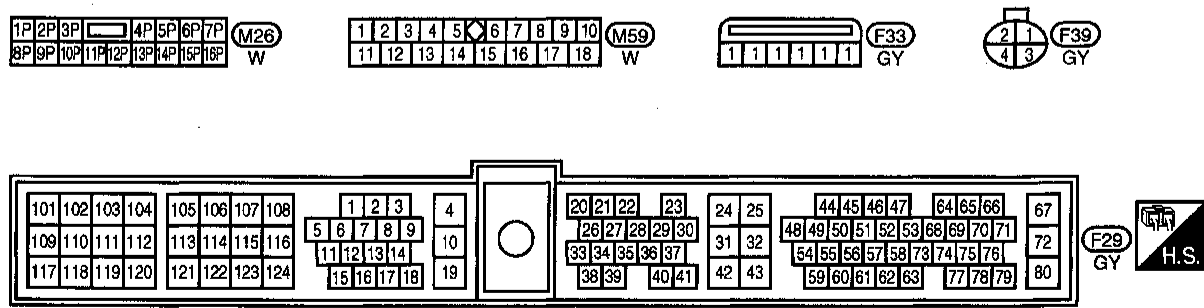 1P 2P 3P 4P 5P 6P 7P M26
8P 9P 10P 11P 12P 13P 14P 15P 16P W
1 2 3 4 5 6 7 8 9 10 M59
11 12 13 14 15 16 17 18 W
1 1 1 1 1 1 F33
GY
2 1 F39
4 3 GY
101 102 103 104 105 106 107 108 1 2 3 4 20 21 22 23 24 25 44 45 46 47 64 65 66 67
5 6 7 8 9 26 27 28 29 30 48 49 50 51 52 53 68 69 70 71
109 110 111 112 113 114 115 116 10 31 32 72 F29
11 12 13 14 33 34 35 36 37 54 55 56 57 58 73 74 75 76 GY
117 118 119 120 121 122 123 124 15 16 17 18 19 38 39 40 41 42 43 59 60 61 62 63 77 78 79 80
H.S.